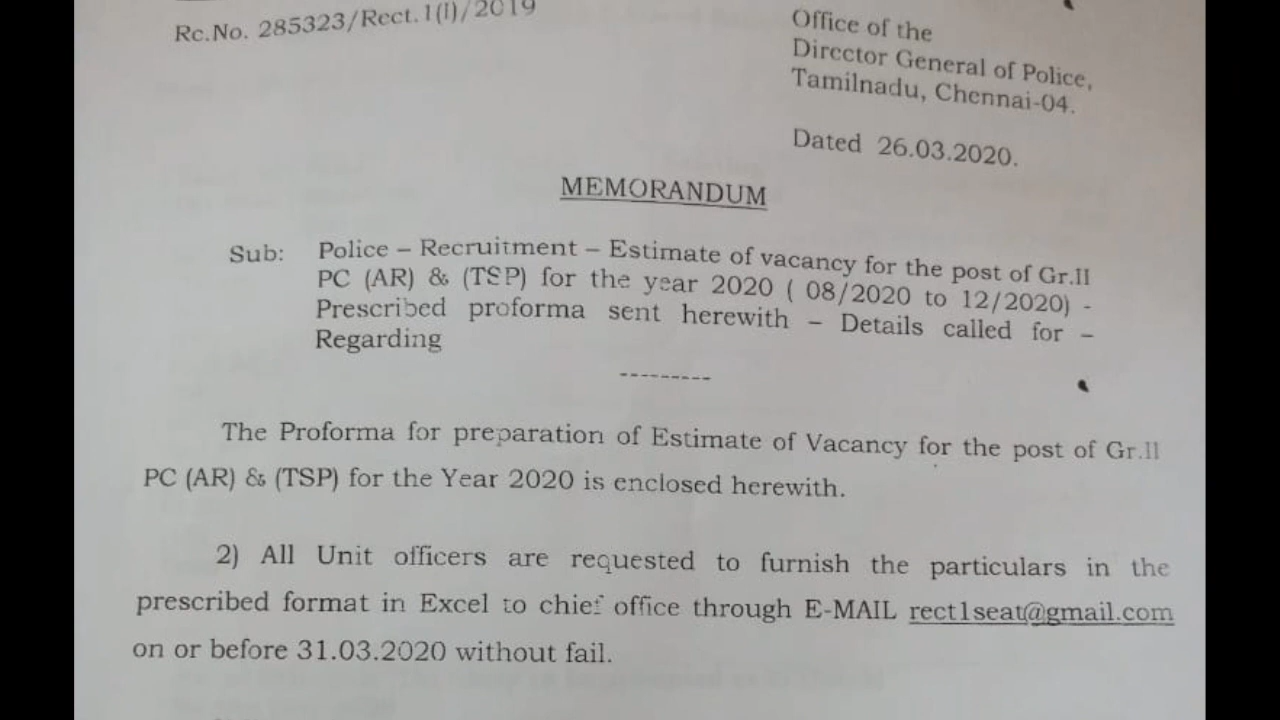 Rc.No. 285323/Rect.1(I)/2019
Office of the
Director General of Police,
Tamilnadu, Chennai-04.
Dated 26.03.2020.
MEMORANDUM
Sub: Police – Recruitment – Estimate of vacancy for the post of Gr.II
PC (AR) & (TSP) for the year 2020 ( 08/2020 to 12/2020) -
Prescribed proforma sent herewith – Details called for –
Regarding
---------
The Proforma for preparation of Estimate of Vacancy for the post of Gr.II
PC (AR) & (TSP) for the Year 2020 is enclosed herewith.
2) All Unit officers are requested to furnish the particulars in the
prescribed format in Excel to chief office through E-MAIL rect1seat@gmail.com
on or before 31.03.2020 without fail.